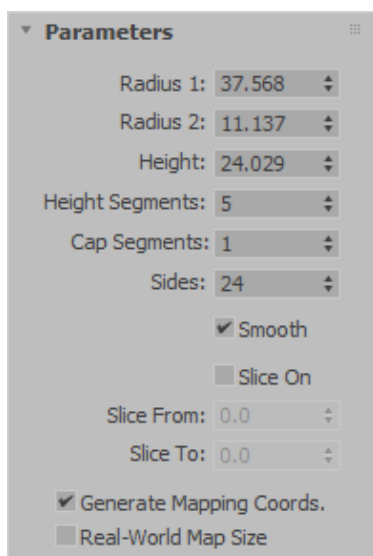 Parameters
Radius 1: 37.568
Radius 2: 11.137
Height: 24.029
Height Segments: 5
Cap Segments: 1
Sides: 24
Smooth
Slice On
Slice From: 0.0
Slice To: 0.0
Generate Mapping Coords.
Real-World Map Size